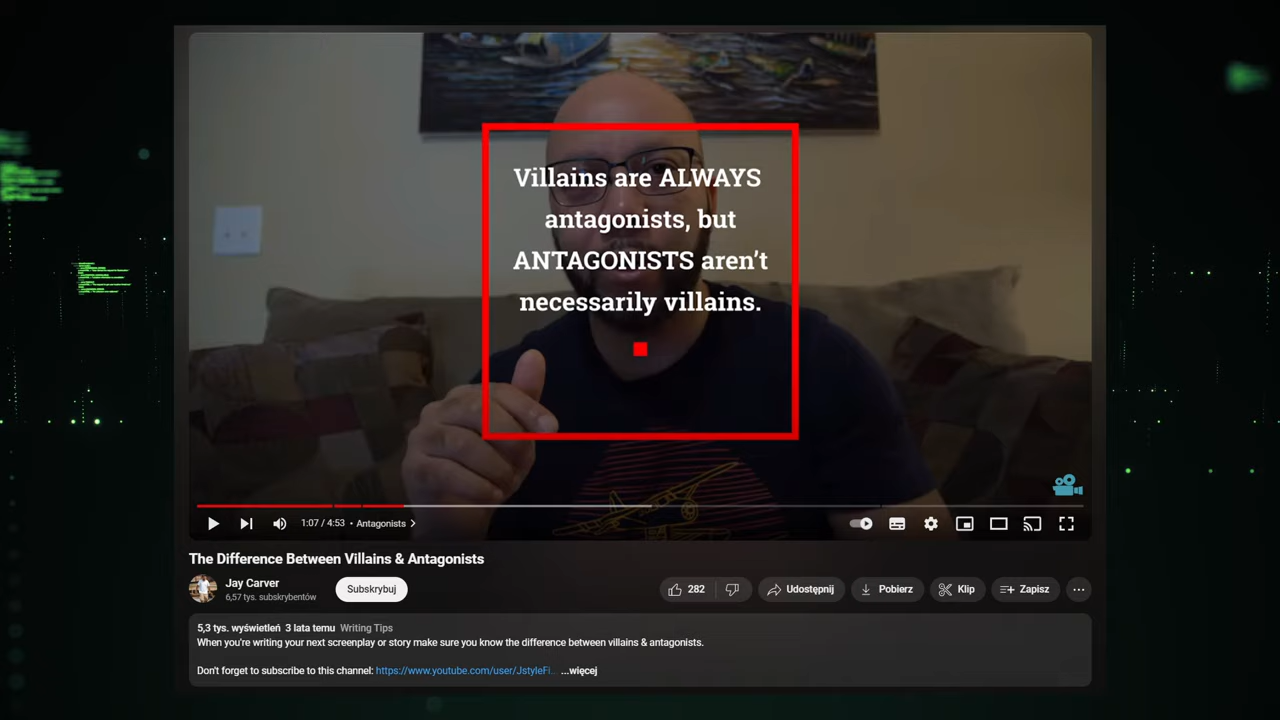 Villains are ALWAYS
antagonists, but
ANTAGONISTS aren't
necessarily villains.
1:07 / 4:53 • Antagonists
The Difference Between Villains & Antagonists
Jay Carver
6,57 tys. subskrybentów
Subskrybuj
282
Udostępnij
Pobierz
Klip
Zapisz
5,3 tys. wyświetleń 3 lata temu Writing Tips
When you're writing your next screenplay or story make sure you know the difference between villains & antagonists.
Don't forget to subscribe to this channel: https://www.youtube.com/user/JstyleFi... ...więcej